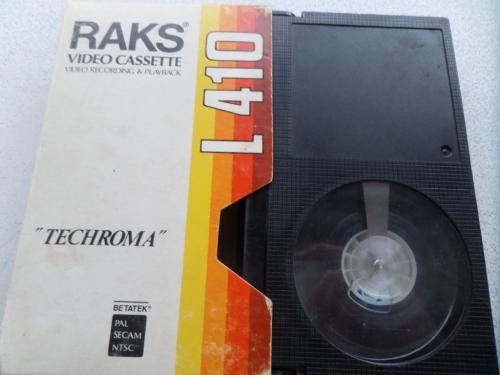 RAKS®
VIDEO CASSETTE
VIDEO RECORDING & PLAYBACK
L 410
"TECHROMA"
BETATEK®
PAL
SECAM
NTSC